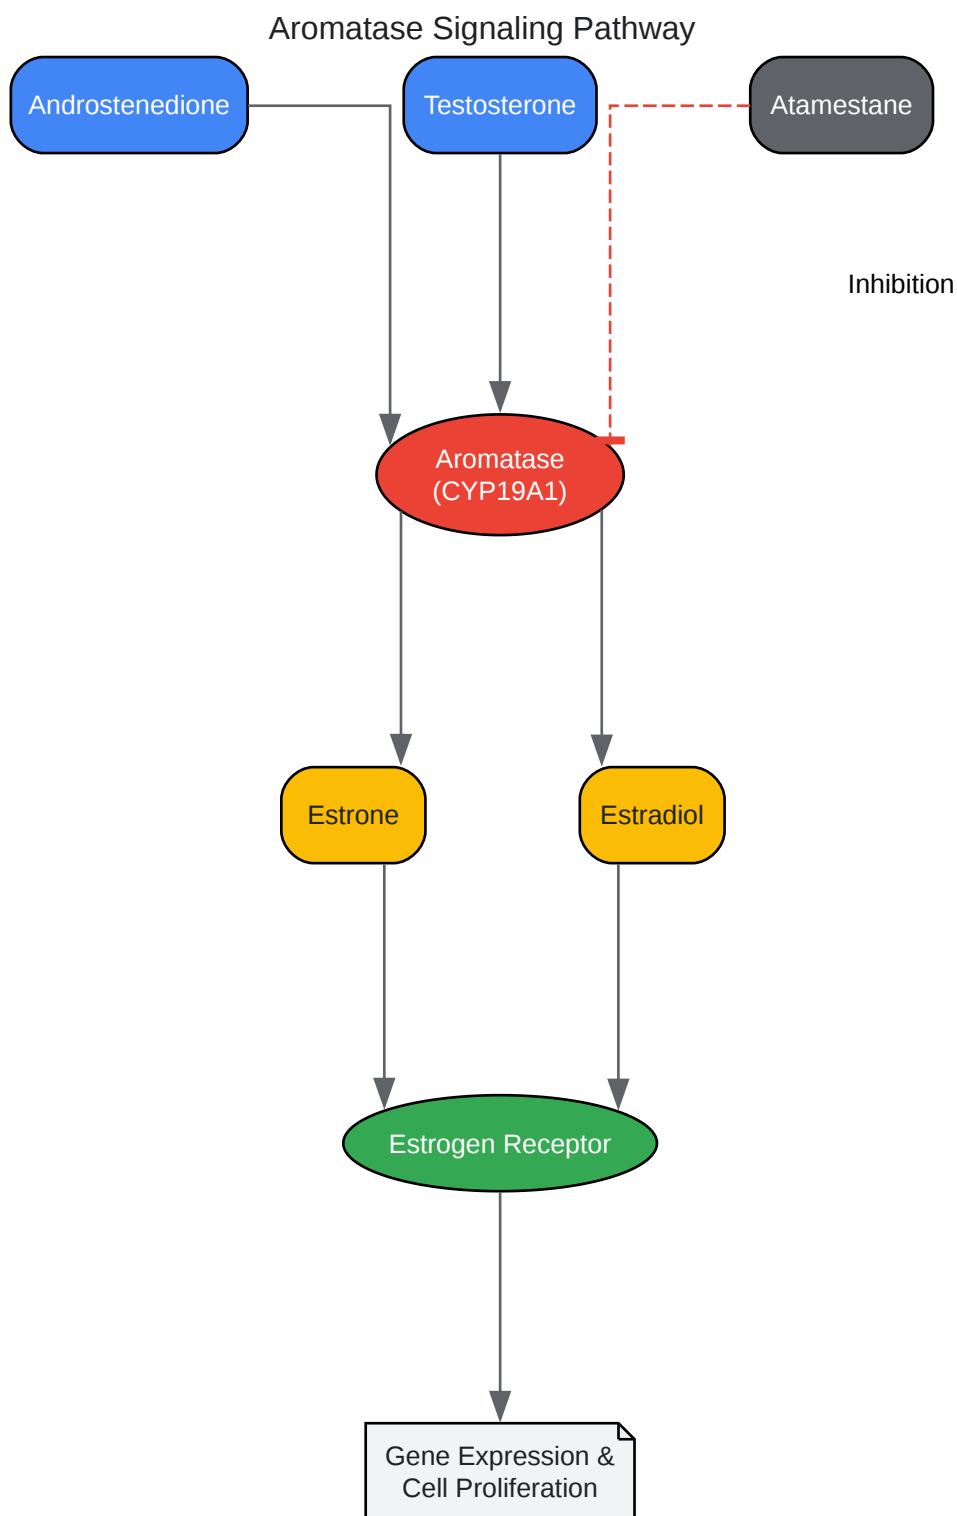 Aromatase Signaling Pathway
Androstenedione
Testosterone
Atamestane
Inhibition
Aromatase
(CYP19A1)
Estrone
Estradiol
Estrogen Receptor
Gene Expression &
Cell Proliferation